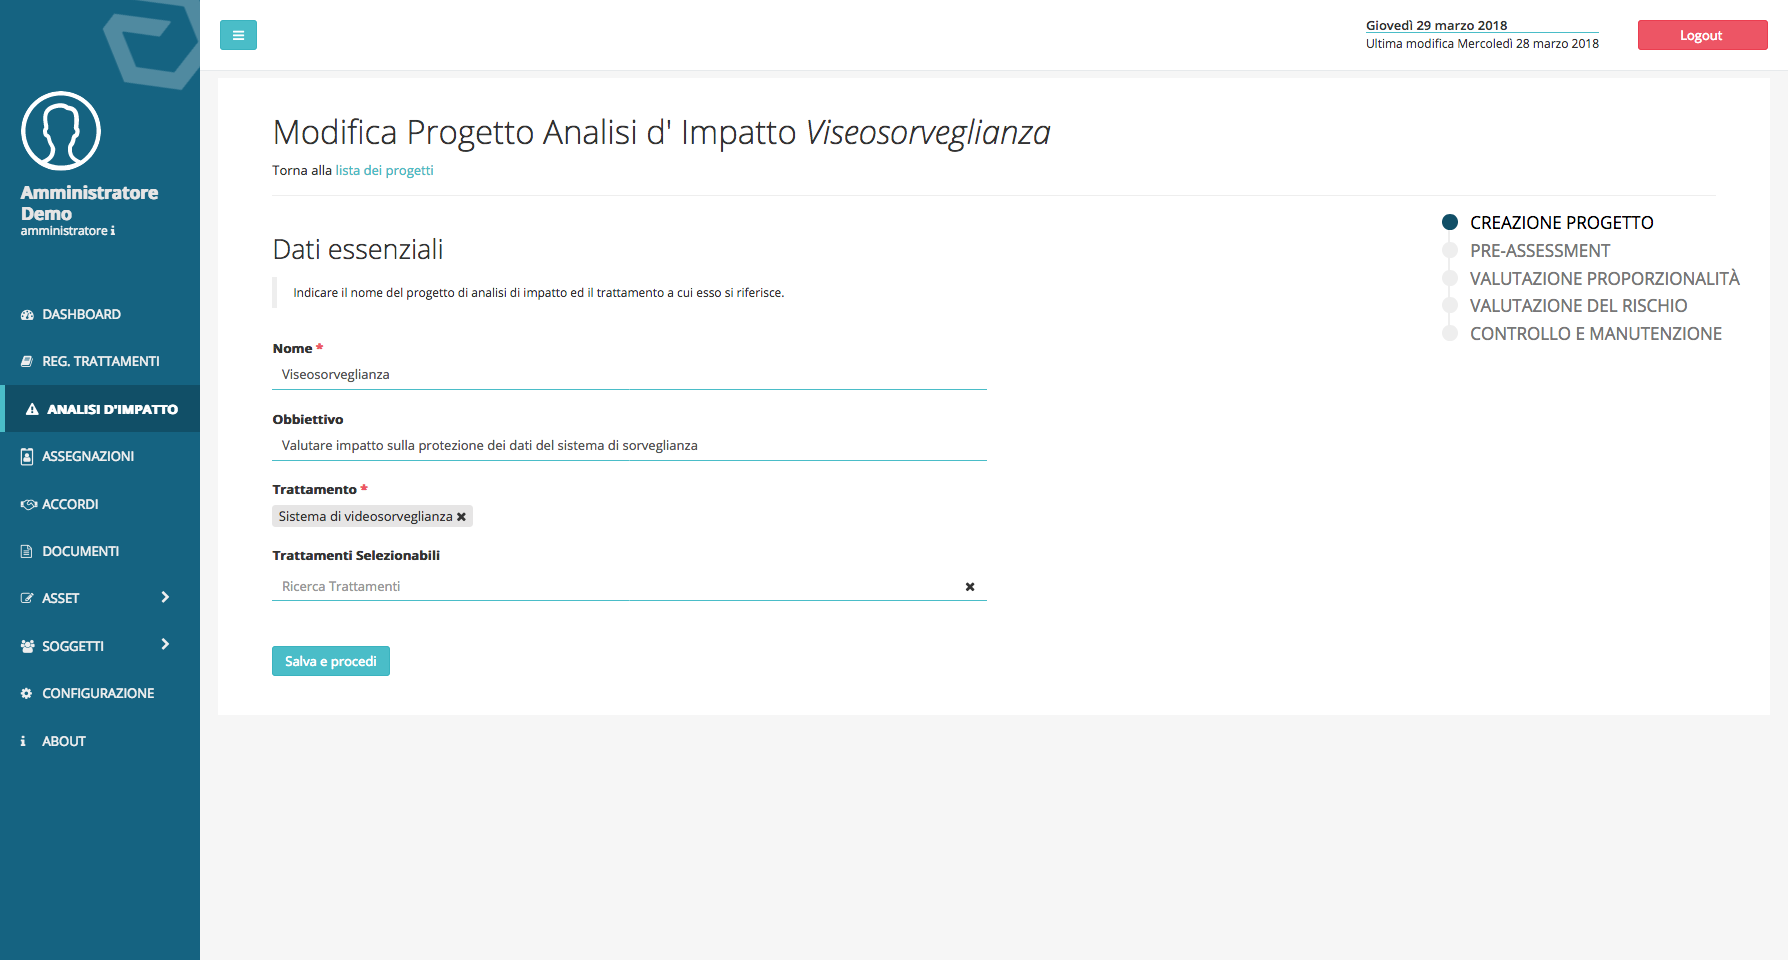 Amministratore
Demo
amministratore i
DASHBOARD
REG. TRATTAMENTI
ANALISI D'IMPATTO
ASSEGNAZIONI
ACCORDI
DOCUMENTI
ASSET
SOGGETTI
CONFIGURAZIONE
ABOUT
Giovedì 29 marzo 2018
Ultima modifica Mercoledì 28 marzo 2018
Logout
Modifica Progetto Analisi d' Impatto Viseosorveglianza
Torna alla lista dei progetti
Dati essenziali
Indicare il nome del progetto di analisi di impatto ed il trattamento a cui esso si riferisce.
Nome *
Viseosorveglianza
Obbiettivo
Valutare impatto sulla protezione dei dati del sistema di sorveglianza
Trattamento *
Sistema di videosorveglianza ✖
Trattamenti Selezionabili
Ricerca Trattamenti ✖
Salva e procedi
CREAZIONE PROGETTO
PRE-ASSESSMENT
VALUTAZIONE PROPORZIONALITÀ
VALUTAZIONE DEL RISCHIO
CONTROLLO E MANUTENZIONE